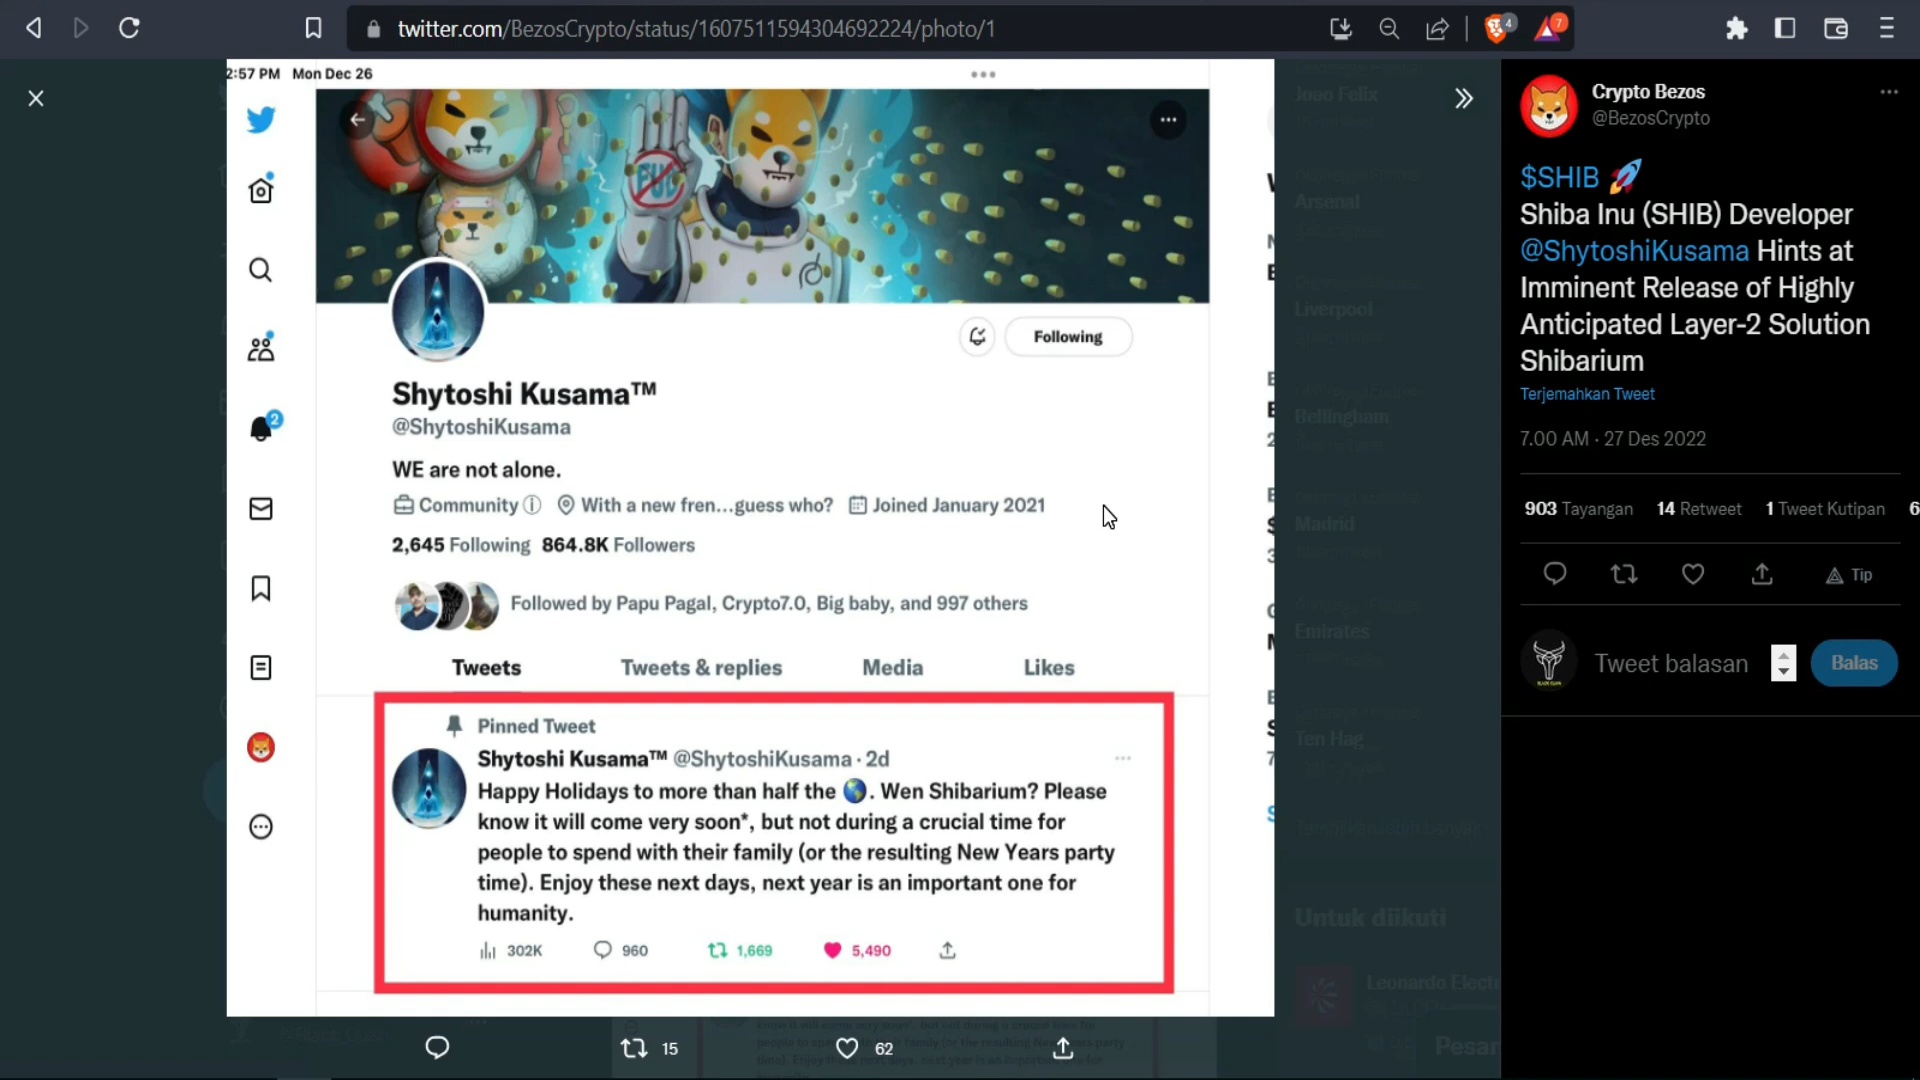 twitter.com/BezosCrypto/status/1607511594304692224/photo/1
4
7
2:57 PM Mon Dec 26
FUD
Following
Shytoshi Kusama™
@ShytoshiKusama
WE are not alone.
Community With a new fren...guess who? Joined January 2021
2,645 Following 864.8K Followers
Followed by Papu Pagal, Crypto7.0, Big baby, and 997 others
Tweets Tweets & replies Media Likes
Pinned Tweet
Shytoshi Kusama™ @ShytoshiKusama · 2d
Happy Holidays to more than half the 🌎. Wen Shibarium? Please
know it will come very soon*, but not during a crucial time for
people to spend with their family (or the resulting New Years party
time). Enjoy these next days, next year is an important one for
humanity.
302K 960 1,669 5,490
2
15 62
Joao Felix
Arsenal
Liverpool
Bellingham
Madrid
Emirates
Ten Hag
Untuk diikuti
Leonardo Electr
Pesan
Crypto Bezos
@BezosCrypto
$SHIB 🚀
Shiba Inu (SHIB) Developer
@ShytoshiKusama Hints at
Imminent Release of Highly
Anticipated Layer-2 Solution
Shibarium
Terjemahkan Tweet
7.00 AM · 27 Des 2022
903 Tayangan 14 Retweet 1 Tweet Kutipan 6
Tip
Tweet balasan Balas